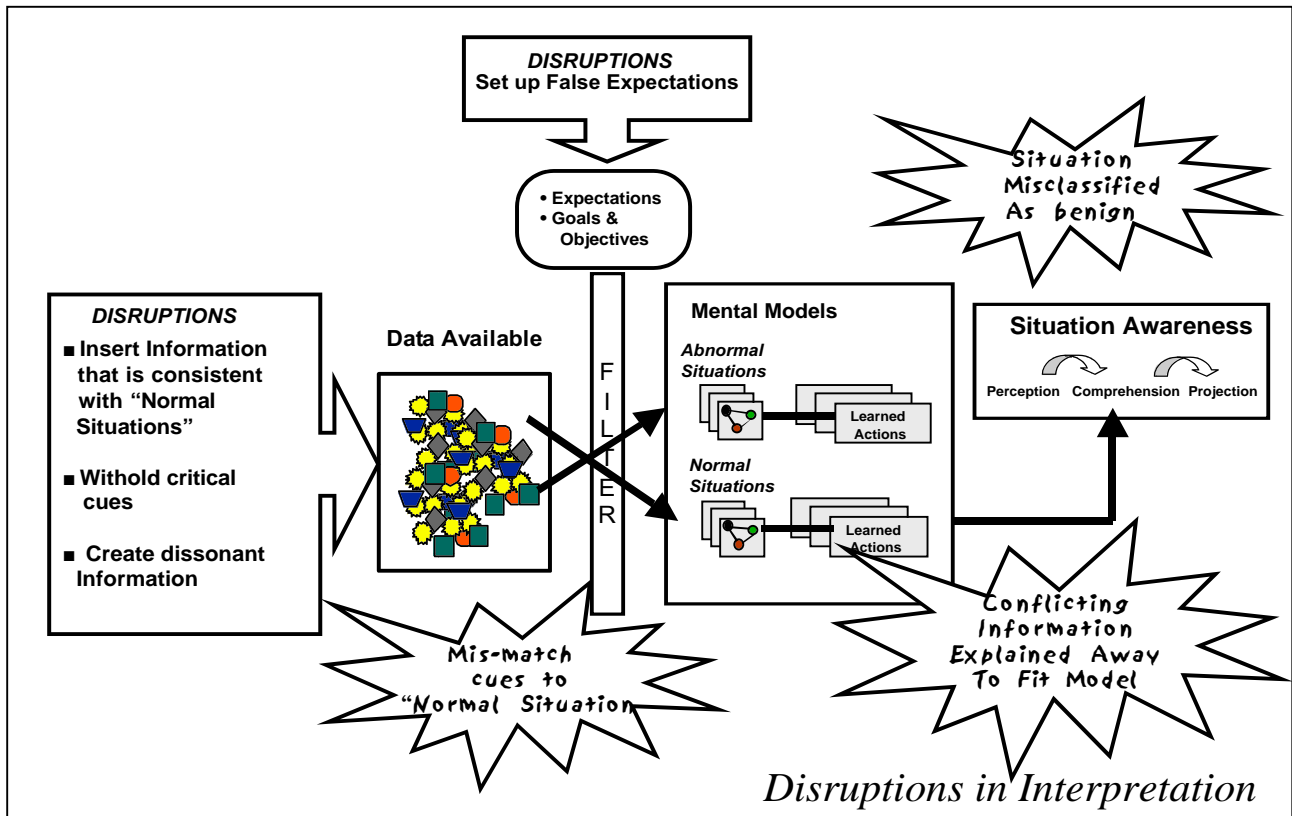 DISRUPTIONS
Set up False Expectations
• Expectations
• Goals &
Objectives
Situation
Misclassified
As benign
DISRUPTIONS
■ Insert Information
that is consistent
with “Normal
Situations”
■ Withold critical
cues
■ Create dissonant
Information
Data Available
F
I
L
T
E
R
Mental Models
Abnormal
Situations
Learned
Actions
Normal
Situations
Learned
Actions
Situation Awareness
Perception Comprehension Projection
Mis-match
cues to
“Normal Situation
Conflicting
Information
Explained Away
To Fit Model
Disruptions in Interpretation